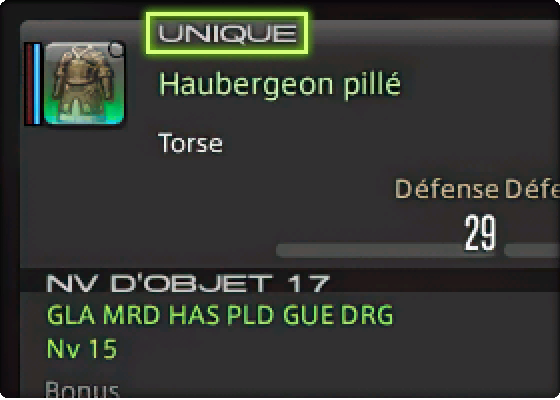 UNIQUE
Haubergeon pillé
Torse
Défense Défe
29
NV D'OBJET 17
GLA MRD HAS PLD GUE DRG
Nv 15
Bonus